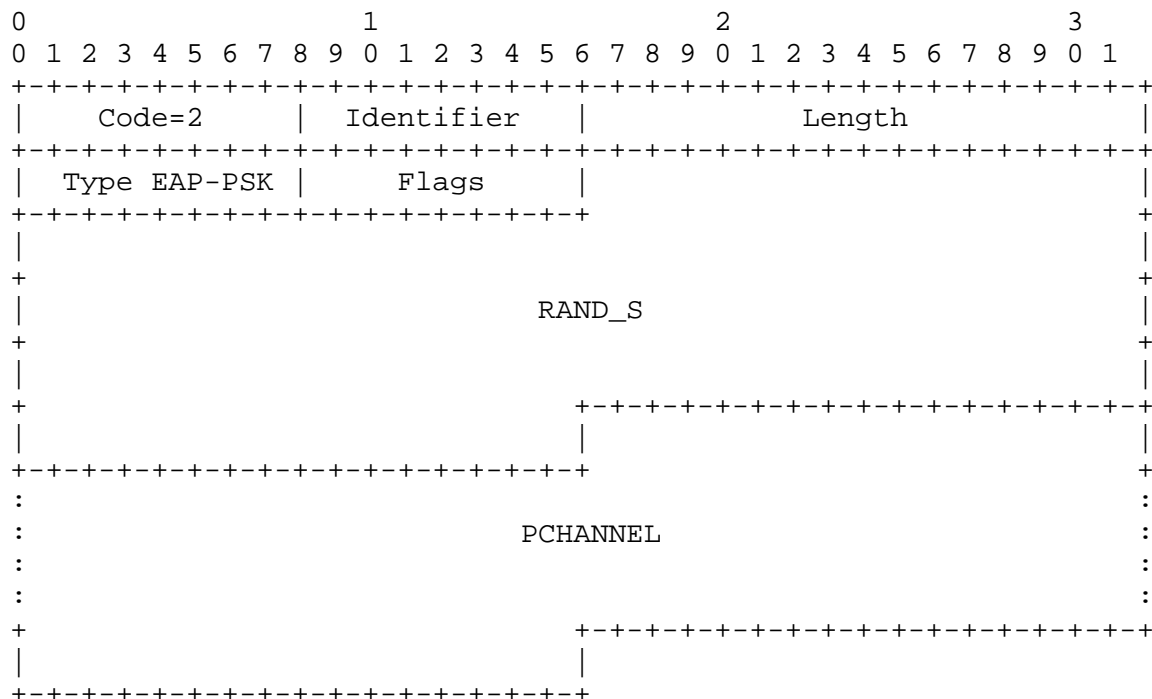 0                   1                   2                   3
0 1 2 3 4 5 6 7 8 9 0 1 2 3 4 5 6 7 8 9 0 1 2 3 4 5 6 7 8 9 0 1
+-+-+-+-+-+-+-+-+-+-+-+-+-+-+-+-+-+-+-+-+-+-+-+-+-+-+-+-+-+-+-+-+
|    Code=2     |  Identifier   |            Length             |
+-+-+-+-+-+-+-+-+-+-+-+-+-+-+-+-+-+-+-+-+-+-+-+-+-+-+-+-+-+-+-+-+
|  Type EAP-PSK |     Flags     |                               |
+-+-+-+-+-+-+-+-+-+-+-+-+-+-+-+-+                               +
|                                                               |
+                                                               +
|                             RAND_S                            |
+                                                               +
|                                                               |
+                               +-+-+-+-+-+-+-+-+-+-+-+-+-+-+-+-+
|                               |                               |
+-+-+-+-+-+-+-+-+-+-+-+-+-+-+-+-+                               +
:                                                               :
:                            PCHANNEL                           :
:                                                               :
:                                                               :
+                               +-+-+-+-+-+-+-+-+-+-+-+-+-+-+-+-+
|                               |
+-+-+-+-+-+-+-+-+-+-+-+-+-+-+-+-+